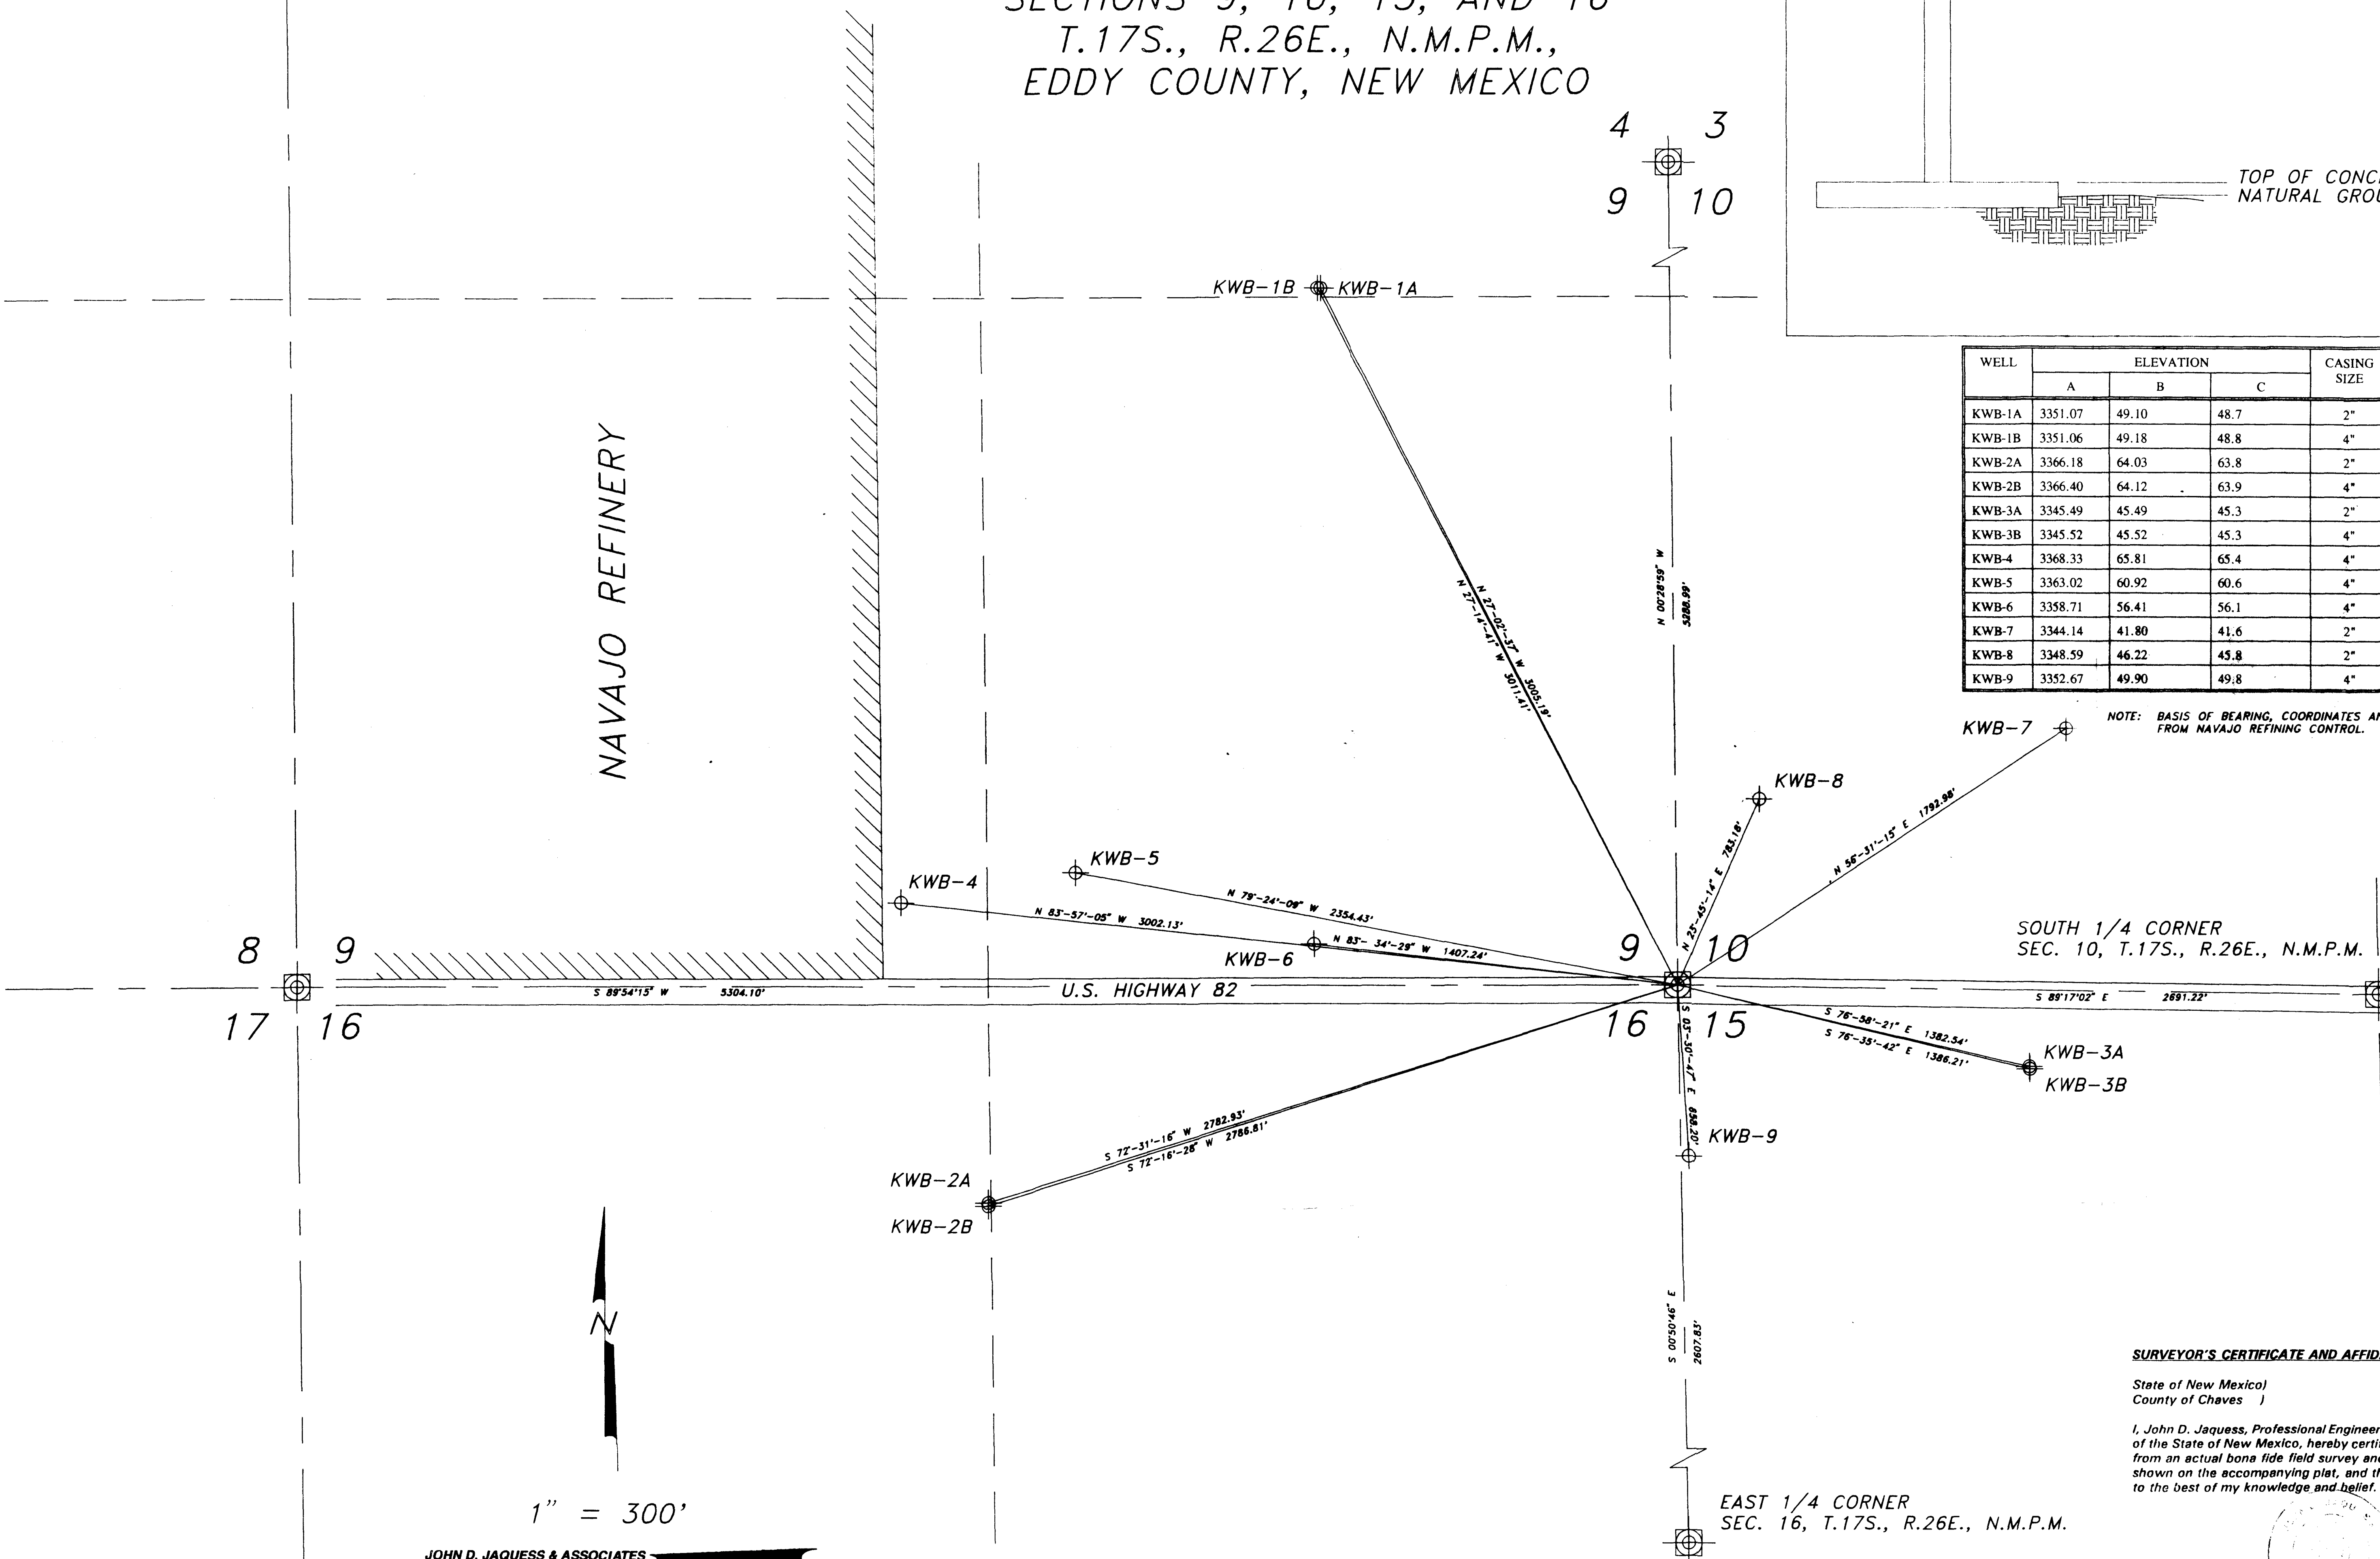 T.17S., R.26E., N.M.P.M.,
EDDY COUNTY, NEW MEXICO
4 3
9 10
TOP OF
NATURAL
KWB-1B KWB-1A
NAVAJO REFINERY
N 27°-02'-37" W 3005.19'
N 27°-14'-41" W 3011.41'
N 00°28'59" W
5288.99'
WELL ELEVATION CASING
SIZE
A B C
KWB-1A 3351.07 49.10 48.7 2"
KWB-1B 3351.06 49.18 48.8 4"
KWB-2A 3366.18 64.03 63.8 2"
KWB-2B 3366.40 64.12 63.9 4"
KWB-3A 3345.49 45.49 45.3 2"
KWB-3B 3345.52 45.52 45.3 4"
KWB-4 3368.33 65.81 65.4 4"
KWB-5 3363.02 60.92 60.6 4"
KWB-6 3358.71 56.41 56.1 4"
KWB-7 3344.14 41.80 41.6 2"
KWB-8 3348.59 46.22 45.8 2"
KWB-9 3352.67 49.90 49.8 4"
NOTE: BASIS OF BEARING, COORDINATES
FROM NAVAJO REFINING CONTROL.
KWB-7
KWB-8
N 56°-31'-15" E 1792.98'
N 25°-45'-14" E 783.18'
KWB-5
KWB-4
N 79°-24'-09" W 2354.43'
N 83°-57'-05" W 3002.13'
N 83°-34'-29" W 1407.24'
KWB-6
SOUTH 1/4 CORNER
SEC. 10, T.17S., R.26E., N.M.P.M.
8 9
9 10
S 89°54'15" W 5304.10'
U.S. HIGHWAY 82
S 89°17'02" E 2691.22'
17 16
16 15
S 76°-58'-21" E 1382.54'
S 76°-35'-42" E 1386.21'
KWB-3A
KWB-3B
KWB-9
S 72°-31'-16" W 2782.93'
S 72°-16'-28" W 2786.81'
KWB-2A
KWB-2B
N
S 00°50'46" E
2607.83'
SURVEYOR'S CERTIFICATE AND
State of New Mexico)
County of Chaves )
I, John D. Jaquess, Professional Engineer
of the State of New Mexico, hereby
from an actual bona fide field survey
shown on the accompanying plat, and
to the best of my knowledge and belief.
1" = 300'
EAST 1/4 CORNER
SEC. 16, T.17S., R.26E., N.M.P.M.
JOHN D. JAQUESS & ASSOCIATES